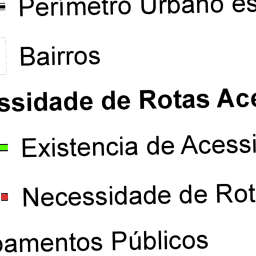 Perímetro Urbano es
Bairros
ssidade de Rotas Ace
Existencia de Acessi
Necessidade de Rot
pamentos Públicos